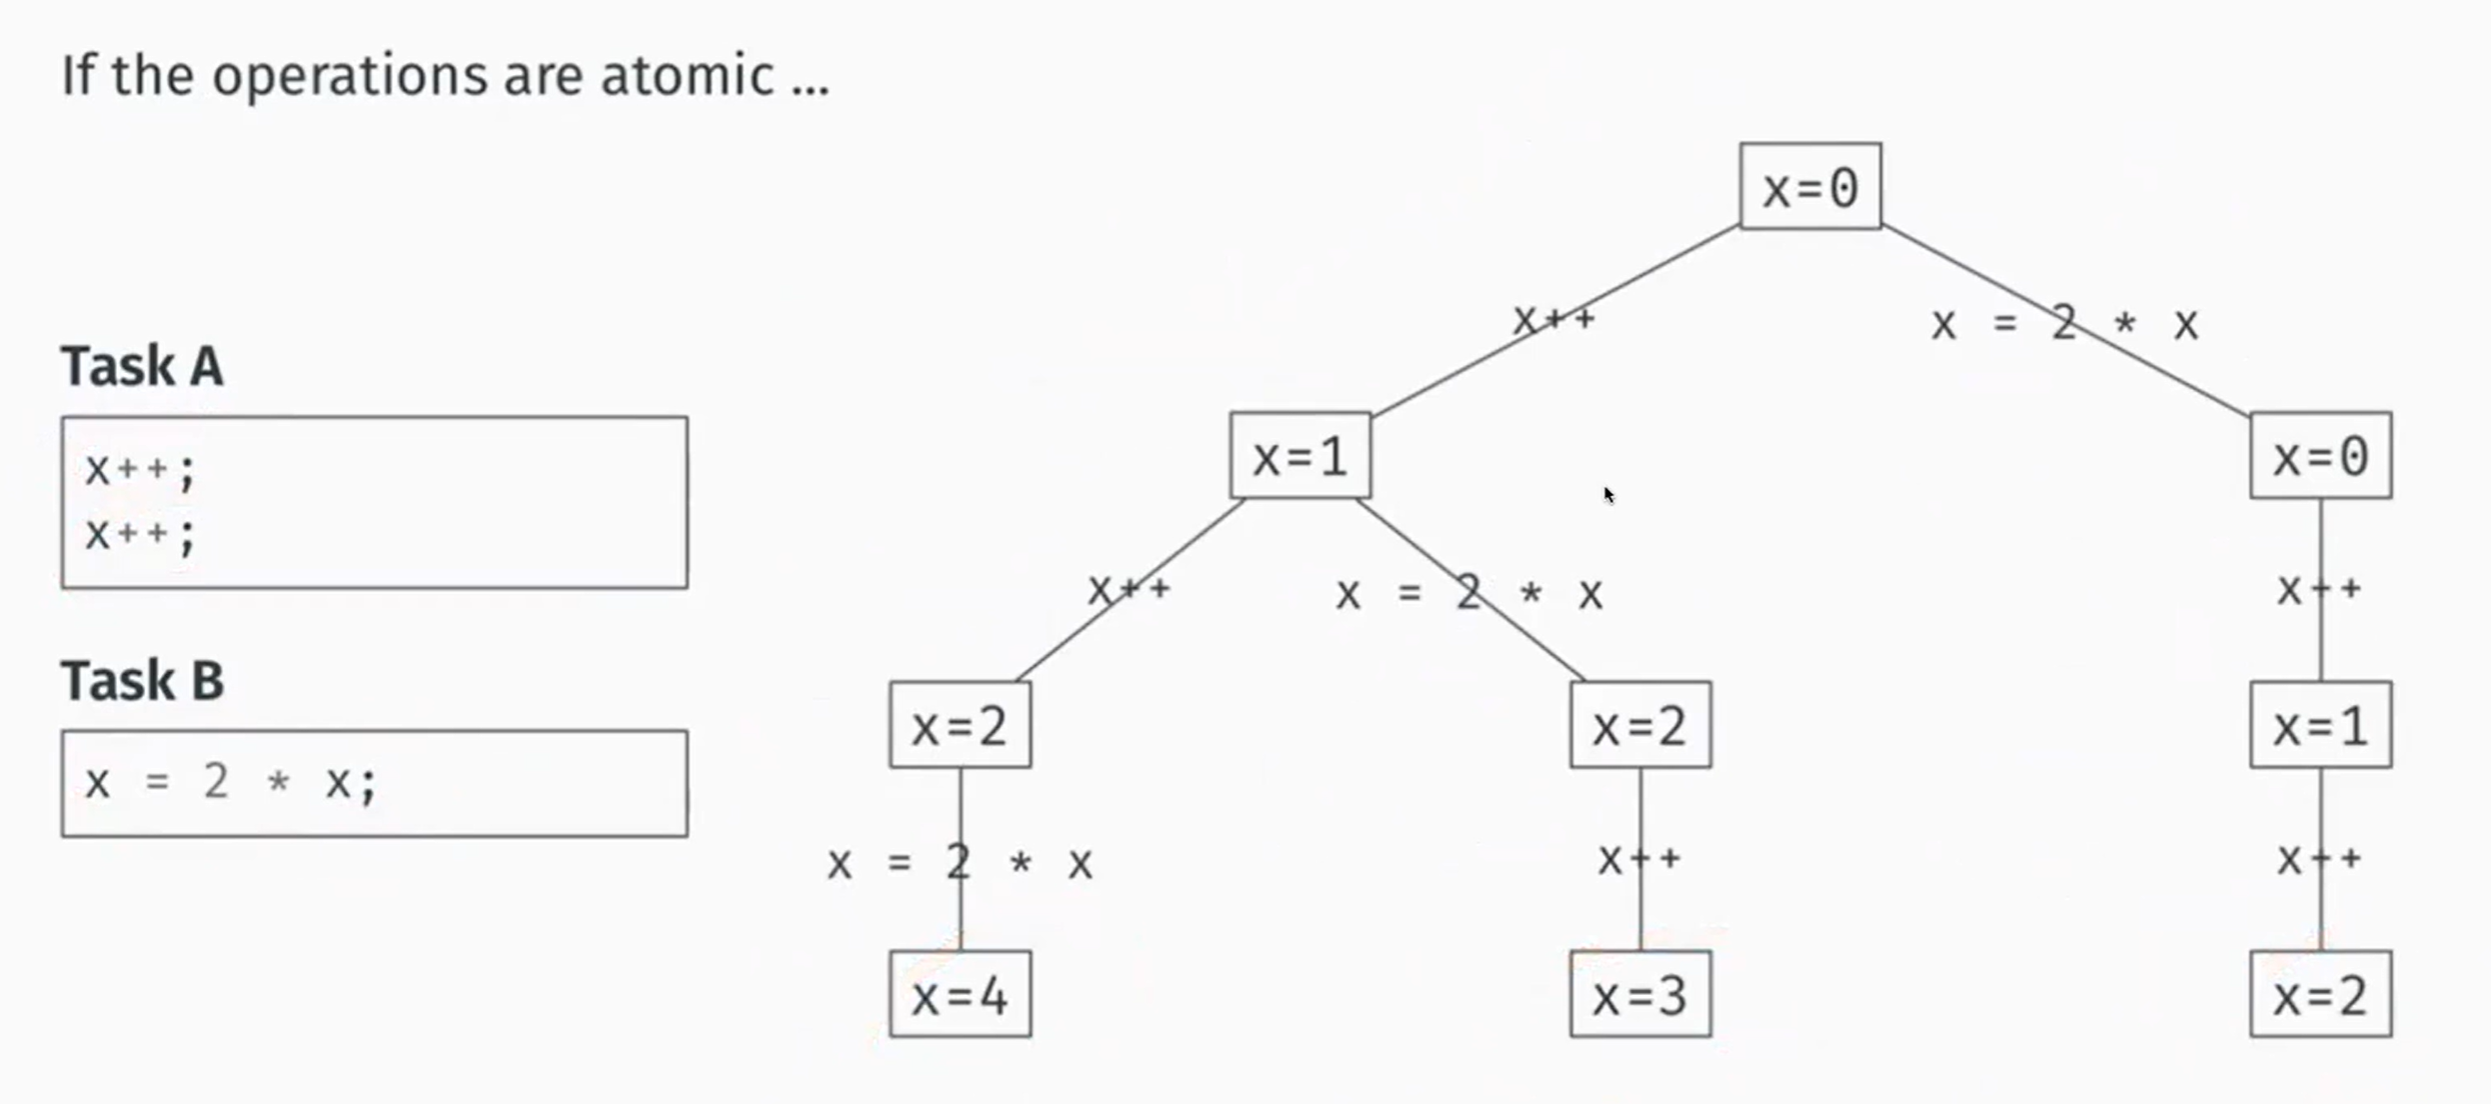 If the operations are atomic ...
Task A
x++;
x++;
Task B
x = 2 * x;
x=0
x++
x = 2 * x
x=1
x=0
x++
x = 2 * x
x++
x=2
x=2
x=1
x = 2 * x
x++
x++
x=4
x=3
x=2